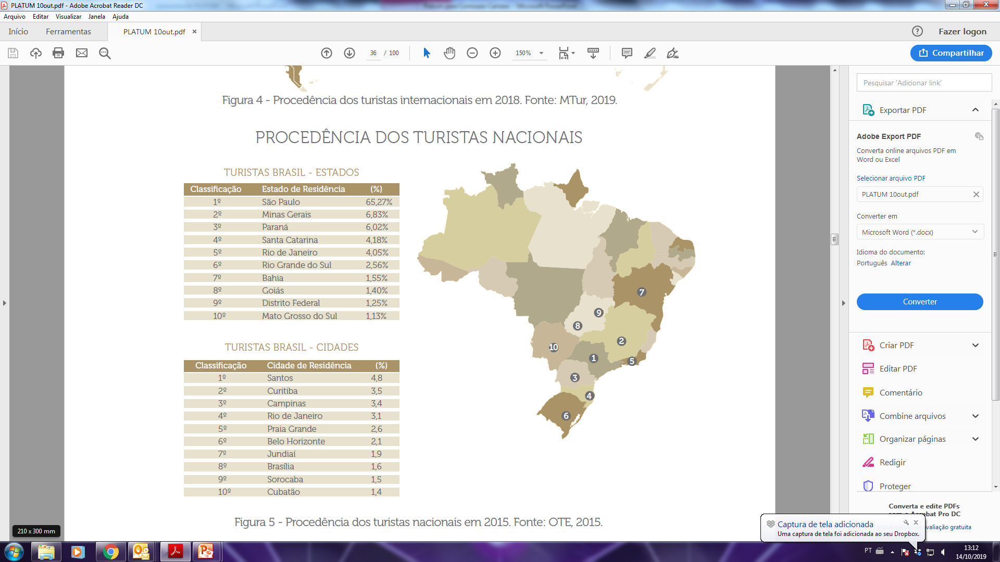 PLATUM 10out.pdf - Adobe Acrobat Reader DC
Arquivo Editar Visualizar Janela Ajuda
Início Ferramentas PLATUM 10out.pdf × ? Fazer logon
36 / 100 150% Compartilhar
Figura 4 - Procedência dos turistas internacionais em 2018. Fonte: MTur, 2019.
PROCEDÊNCIA DOS TURISTAS NACIONAIS
TURISTAS BRASIL - ESTADOS
Classificação Estado de Residência (%)
1º São Paulo 65,27%
2º Minas Gerais 6,83%
3º Paraná 6,02%
4º Santa Catarina 4,18%
5º Rio de Janeiro 4,05%
6º Rio Grande do Sul 2,56%
7º Bahia 1,55%
8º Goiás 1,40%
9º Distrito Federal 1,25%
10º Mato Grosso do Sul 1,13%
TURISTAS BRASIL - CIDADES
Classificação Cidade de Residência (%)
1º Santos 4,8
2º Curitiba 3,5
3º Campinas 3,4
4º Rio de Janeiro 3,1
5º Praia Grande 2,6
6º Belo Horizonte 2,1
7º Jundiaí 1,9
8º Brasília 1,6
9º Sorocaba 1,5
10º Cubatão 1,4
7
9
8
2
10
1
5
3
4
6
Figura 5 - Procedência dos turistas nacionais em 2015. Fonte: OTE, 2015.
210 x 300 mm
Pesquisar 'Adicionar link'
Exportar PDF
Adobe Export PDF
Converta online arquivos PDF em
Word ou Excel
Selecionar arquivo PDF
PLATUM 10out.pdf
Converter em
Microsoft Word (*.docx)
Idioma do documento:
Português Alterar
Converter
Criar PDF
Editar PDF
Comentário
Combine arquivos
Organizar páginas
Redigir
Proteger
Converta e edite PDFs
Acrobat Pro DC
avaliação gratuita
Captura de tela adicionada
Uma captura de tela foi adicionada ao seu Dropbox.
PT
13:12
14/10/2019